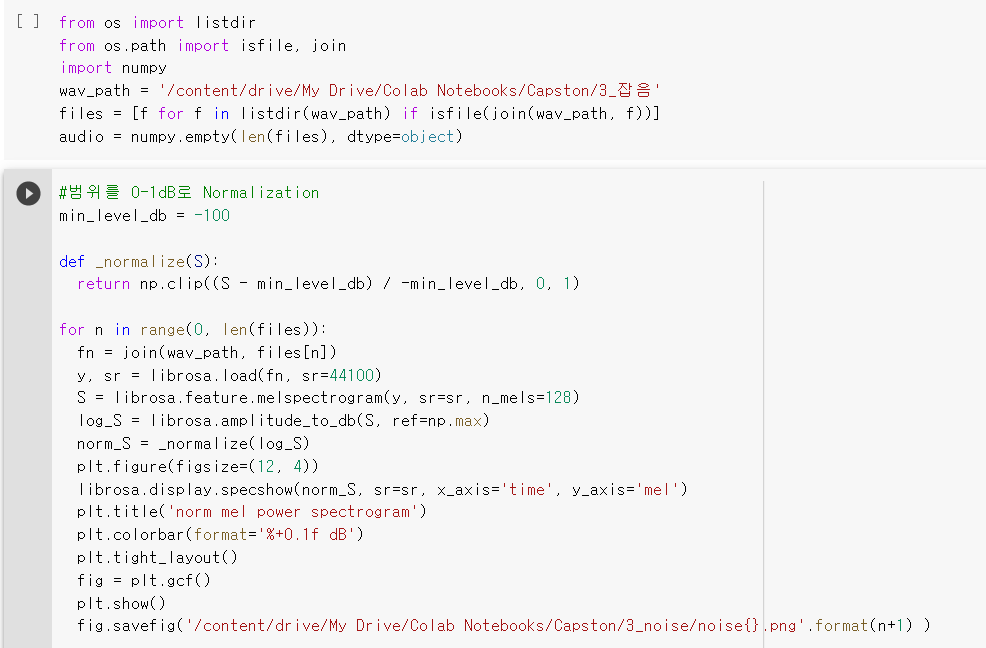 [ ] from os import listdir
from os.path import isfile, join
import numpy
wav_path = '/content/drive/My Drive/Colab Notebooks/Capston/3_잡음'
files = [f for f in listdir(wav_path) if isfile(join(wav_path, f))]
audio = numpy.empty(len(files), dtype=object)
#범위를 0-1dB로 Normalization
min_level_db = -100
def _normalize(S):
return np.clip((S - min_level_db) / -min_level_db, 0, 1)
for n in range(0, len(files)):
fn = join(wav_path, files[n])
y, sr = librosa.load(fn, sr=44100)
S = librosa.feature.melspectrogram(y, sr=sr, n_mels=128)
log_S = librosa.amplitude_to_db(S, ref=np.max)
norm_S = _normalize(log_S)
plt.figure(figsize=(12, 4))
librosa.display.specshow(norm_S, sr=sr, x_axis='time', y_axis='mel')
plt.title('norm mel power spectrogram')
plt.colorbar(format='%+0.1f dB')
plt.tight_layout()
fig = plt.gcf()
plt.show()
fig.savefig('/content/drive/My Drive/Colab Notebooks/Capston/3_noise/noise{}.png'.format(n+1) )